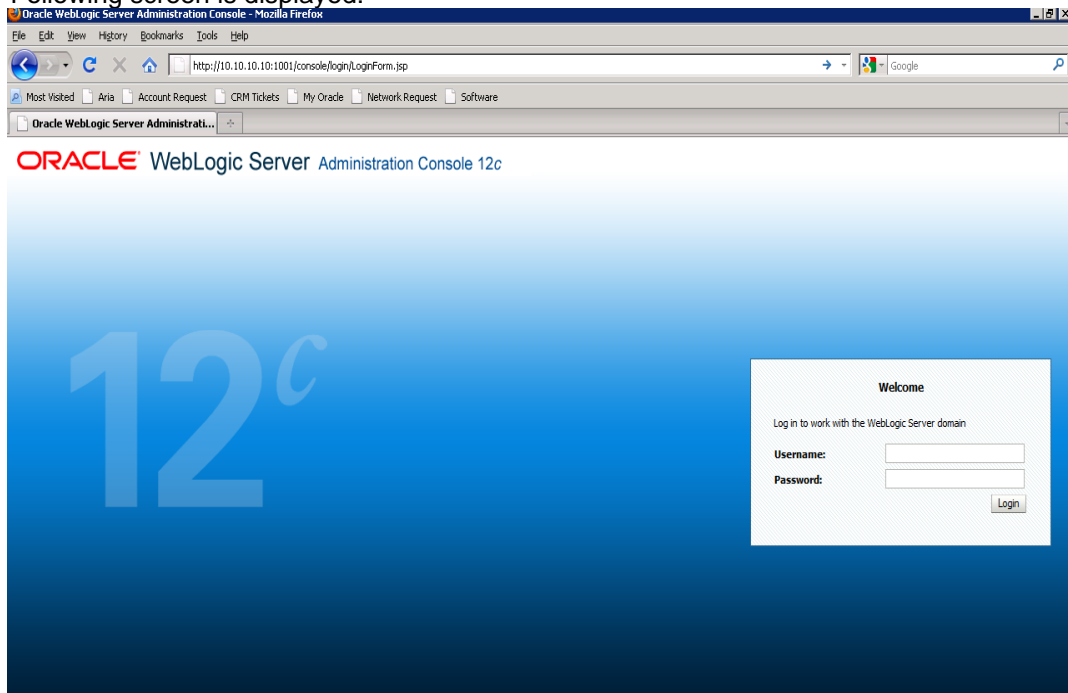 Following screen is displayed.
Oracle WebLogic Server Administration Console - Mozilla Firefox
File Edit View History Bookmarks Tools Help
http://10.10.10.10:1001/console/login/LoginForm.jsp
Google
Most Visited Aria Account Request CRM Tickets My Oracle Network Request Software
Oracle WebLogic Server Administrati...
ORACLE WebLogic Server Administration Console 12c
12c
Welcome
Log in to work with the WebLogic Server domain
Username:
Password:
Login